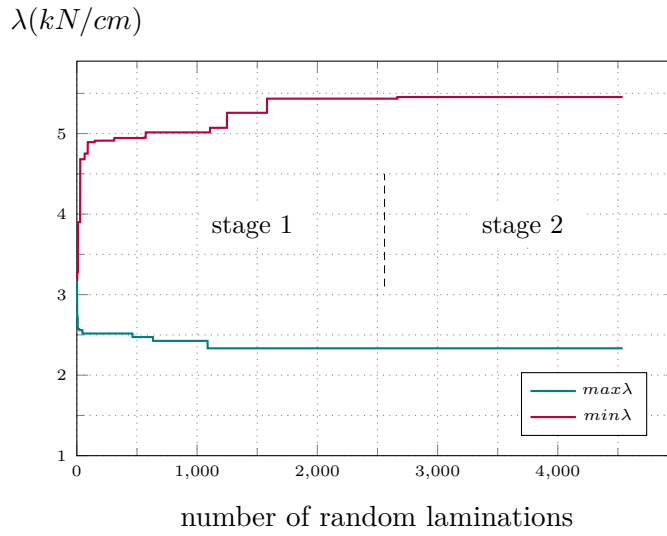 λ(kN/cm)
5
4
stage 1
stage 2
3
2
maxλ
minλ
1
0
1,000
2,000
3,000
4,000
number of random laminations